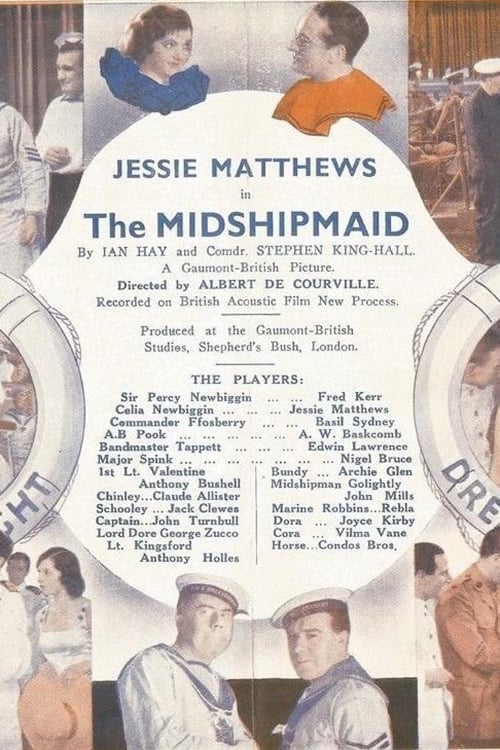 JESSIE MATTHEWS
in
The MIDSHIPMAID
By IAN HAY and Comdr. STEPHEN KING-HALL.
A Gaumont-British Picture.
Directed by ALBERT DE COURVILLE.
Recorded on British Acoustic Film New Process.
Produced at the Gaumont-British
Studies, Shepherd's Bush, London.
THE PLAYERS:
Sir Percy Newbiggin ... ... Fred Kerr
Celia Newbiggin ... ... Jessie Matthews
Commander Ffosberry ... ... Basil Sydney
A.B Pook ... ... ... ... ... A. W. Baskcomb
Bandmaster Tappett ... ... Edwin Lawrence
Major Spink ... ... ... ... ... ... ... Nigel Bruce
1st Lt. Valentine
Anthony Bushell
Chinley...Claude Allister
Schooley ... Jack Clewes
Captain...John Turnbull
Lord Dore George Zucco
Lt. Kingsford
Anthony Holles
Bundy ... Archie Glen
Midshipman Golightly
John Mills
Marine Robbins...Rebla
Dora ... Joyce Kirby
Cora ... Vilma Vane
Horse...Condos Bros.
GHT
DRE